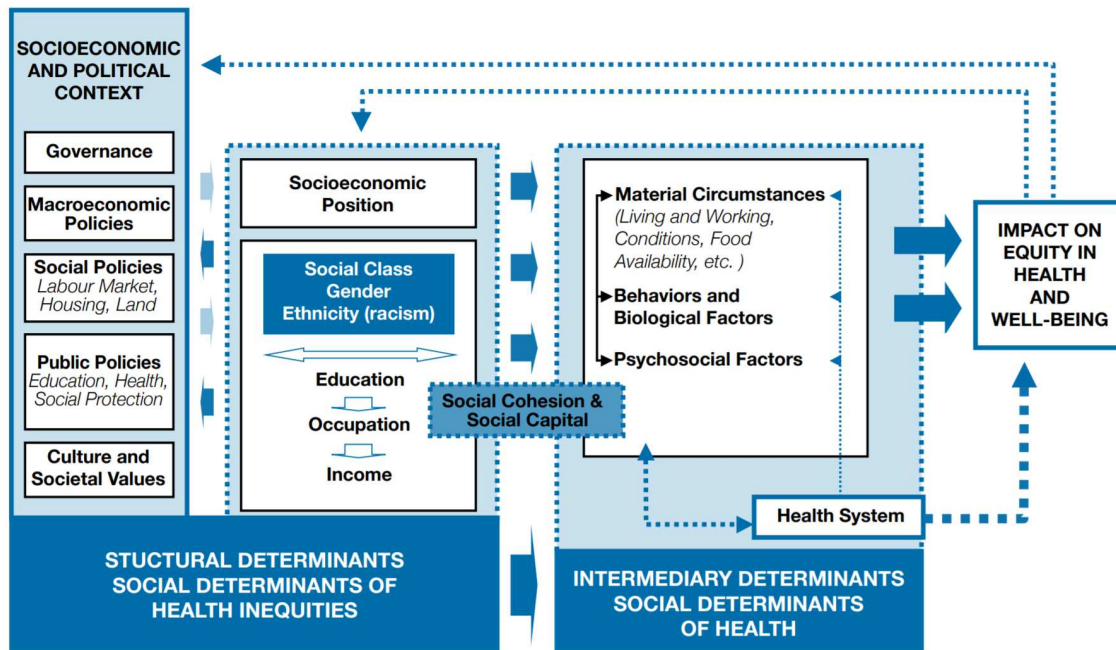 SOCIOECONOMIC
AND POLITICAL
CONTEXT
Governance
Macroeconomic
Policies
Social Policies
Labour Market,
Housing, Land
Public Policies
Education, Health,
Social Protection
Culture and
Societal Values
Socioeconomic
Position
Social Class
Gender
Ethnicity (racism)
Education
Occupation
Income
Social Cohesion &
Social Capital
Material Circumstances
(Living and Working,
Conditions, Food
Availability, etc. )
Behaviors and
Biological Factors
Psychosocial Factors
Health System
IMPACT ON
EQUITY IN
HEALTH
AND
WELL-BEING
STUCTURAL DETERMINANTS
SOCIAL DETERMINANTS OF
HEALTH INEQUITIES
INTERMEDIARY DETERMINANTS
SOCIAL DETERMINANTS
OF HEALTH